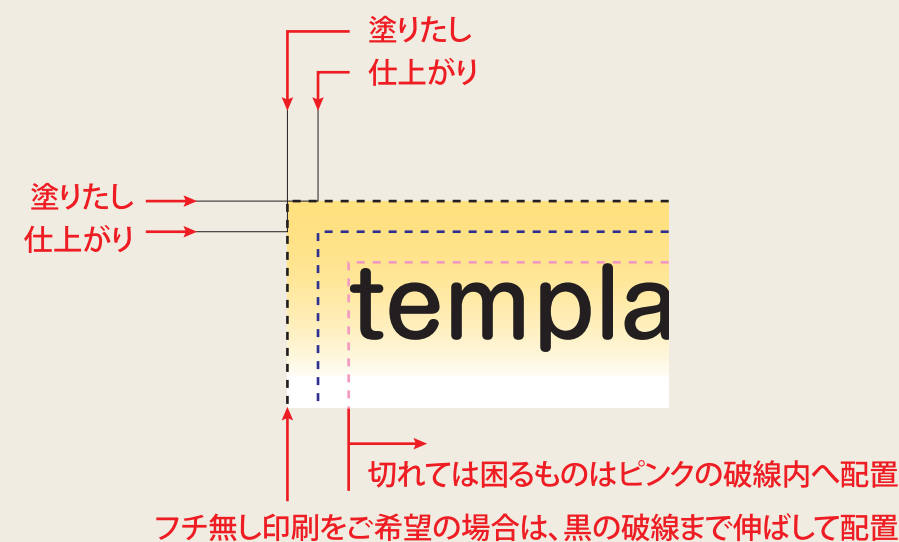 塗りたし
仕上がり
塗りたし
仕上がり
templa
切れては困るものはピンクの破線内へ配置
フチ無し印刷をご希望の場合は、黒の破線まで伸ばして配置